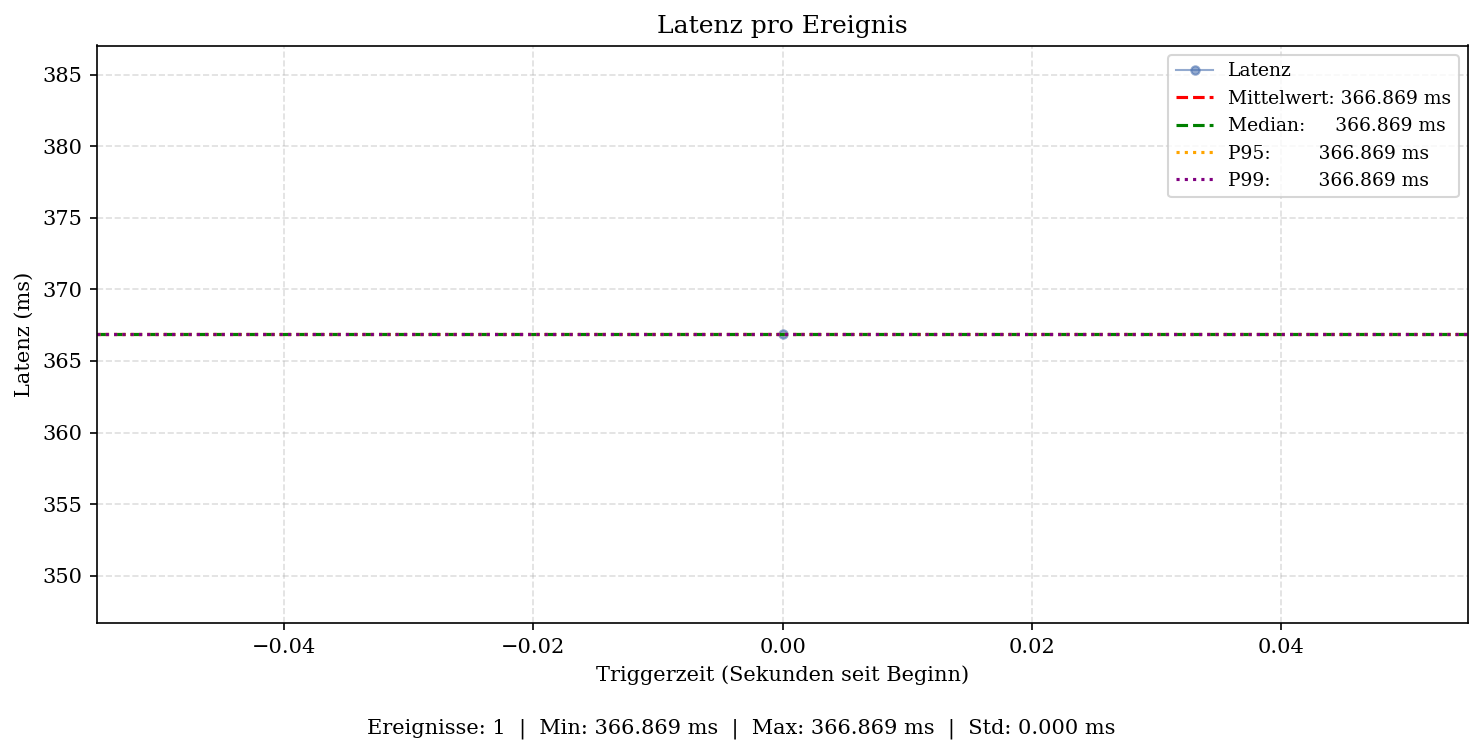 Latenz pro Ereignis
Latenz (ms)
385
380
375
370
365
360
355
350
Latenz
Mittelwert: 366.869 ms
Median: 366.869 ms
P95: 366.869 ms
P99: 366.869 ms
−0.04 −0.02 0.00 0.02 0.04
Triggerzeit (Sekunden seit Beginn)
Ereignisse: 1 | Min: 366.869 ms | Max: 366.869 ms | Std: 0.000 ms